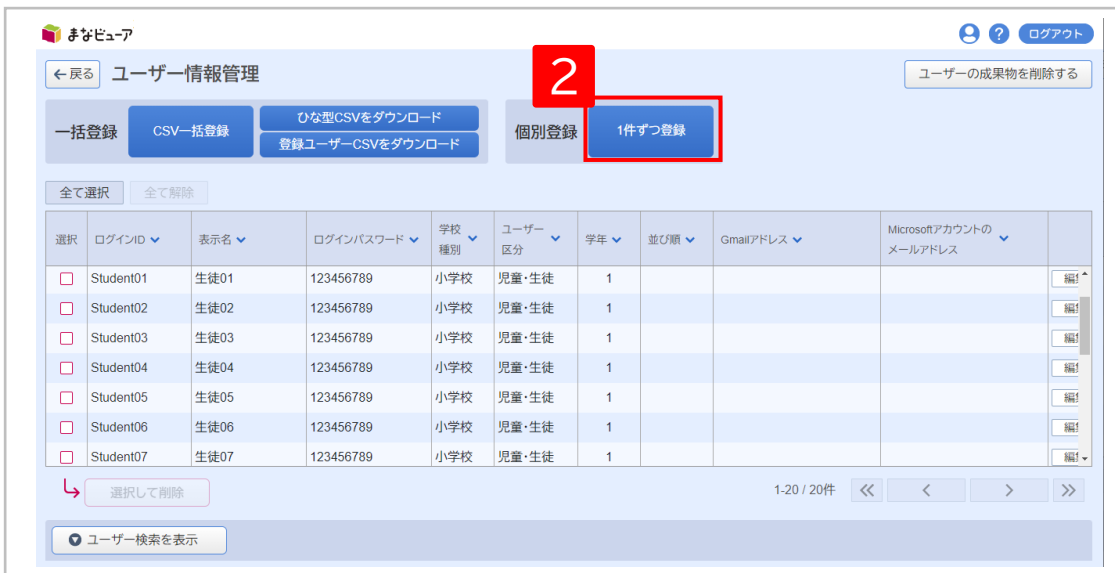 まなビューア
? ログアウト
←戻る ユーザー情報管理
2
ユーザーの成果物を削除する
一括登録 CSV一括登録 ひな型CSVをダウンロード
登録ユーザーCSVをダウンロード
個別登録 1件ずつ登録
全て選択 全て解除
選択 ログインID 表示名 ログインパスワード 学校種別 ユーザー区分 学年 並び順 Gmailアドレス Microsoftアカウントのメールアドレス
Student01 生徒01 123456789 小学校 児童・生徒 1 編集
Student02 生徒02 123456789 小学校 児童・生徒 1 編集
Student03 生徒03 123456789 小学校 児童・生徒 1 編集
Student04 生徒04 123456789 小学校 児童・生徒 1 編集
Student05 生徒05 123456789 小学校 児童・生徒 1 編集
Student06 生徒06 123456789 小学校 児童・生徒 1 編集
Student07 生徒07 123456789 小学校 児童・生徒 1 編集
選択して削除 1-20 / 20件
ユーザー検索を表示